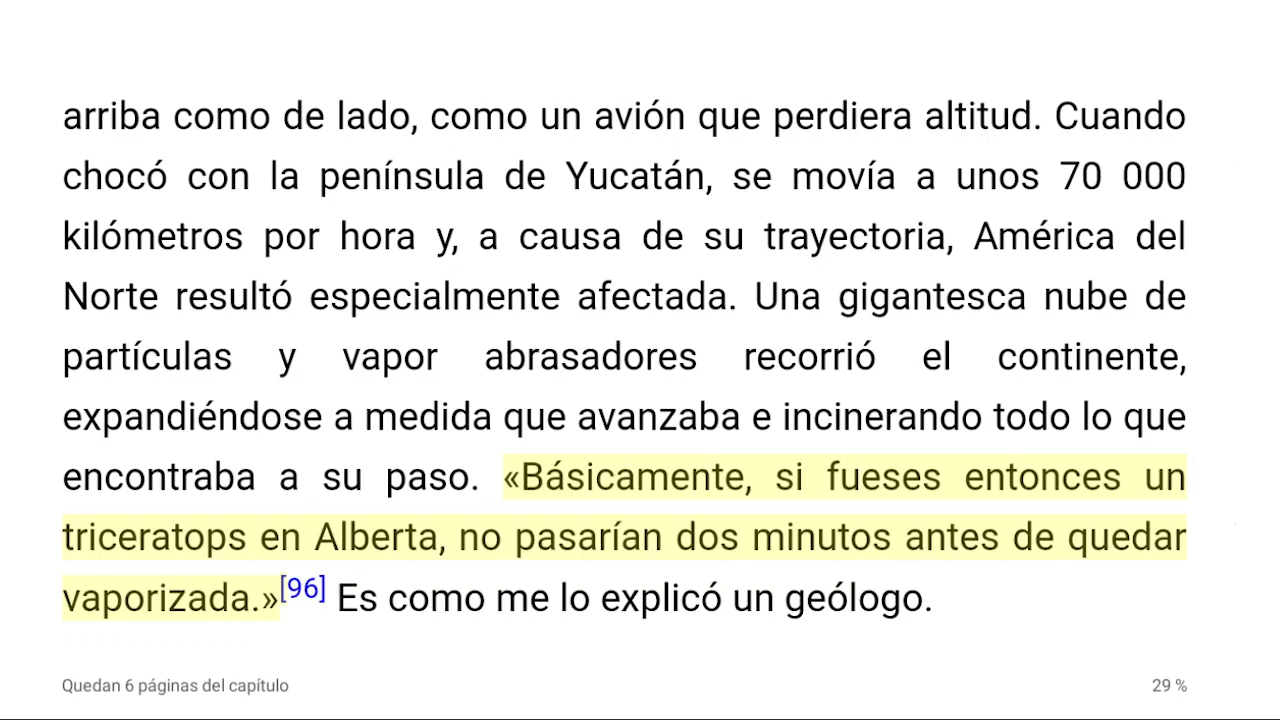 arriba como de lado, como un avión que perdiera altitud. Cuando
chocó con la península de Yucatán, se movía a unos 70 000
kilómetros por hora y, a causa de su trayectoria, América del
Norte resultó especialmente afectada. Una gigantesca nube de
partículas y vapor abrasadores recorrió el continente,
expandiéndose a medida que avanzaba e incinerando todo lo que
encontraba a su paso. «Básicamente, si fueses entonces un
triceratops en Alberta, no pasarían dos minutos antes de quedar
vaporizada.»[96] Es como me lo explicó un geólogo.
Quedan 6 páginas del capítulo
29 %